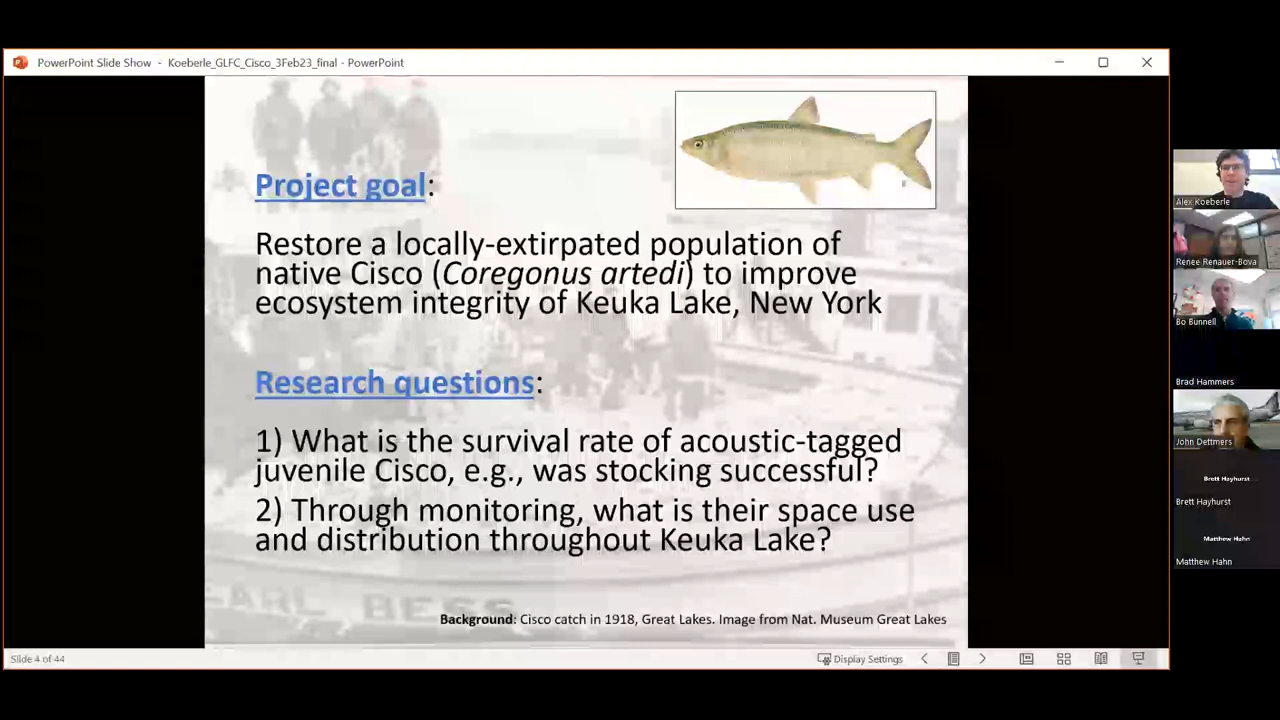 PowerPoint Slide Show - Koeberle_GLFC_Cisco_3Feb23_final - PowerPoint
Project goal:
Restore a locally-extirpated population of
native Cisco (Coregonus artedi) to improve
ecosystem integrity of Keuka Lake, New York
Research questions:
1) What is the survival rate of acoustic-tagged
juvenile Cisco, e.g., was stocking successful?
2) Through monitoring, what is their space use
and distribution throughout Keuka Lake?
EARL BESS
Background: Cisco catch in 1918, Great Lakes. Image from Nat. Museum Great Lakes
Slide 4 of 44
Display Settings
Alex Koeberle
Renee Renauer-Bova
Bo Bunnell
Brad Hammers
John Dettmers
Brett Hayhurst
Brett Hayhurst
Matthew Hahn
Matthew Hahn